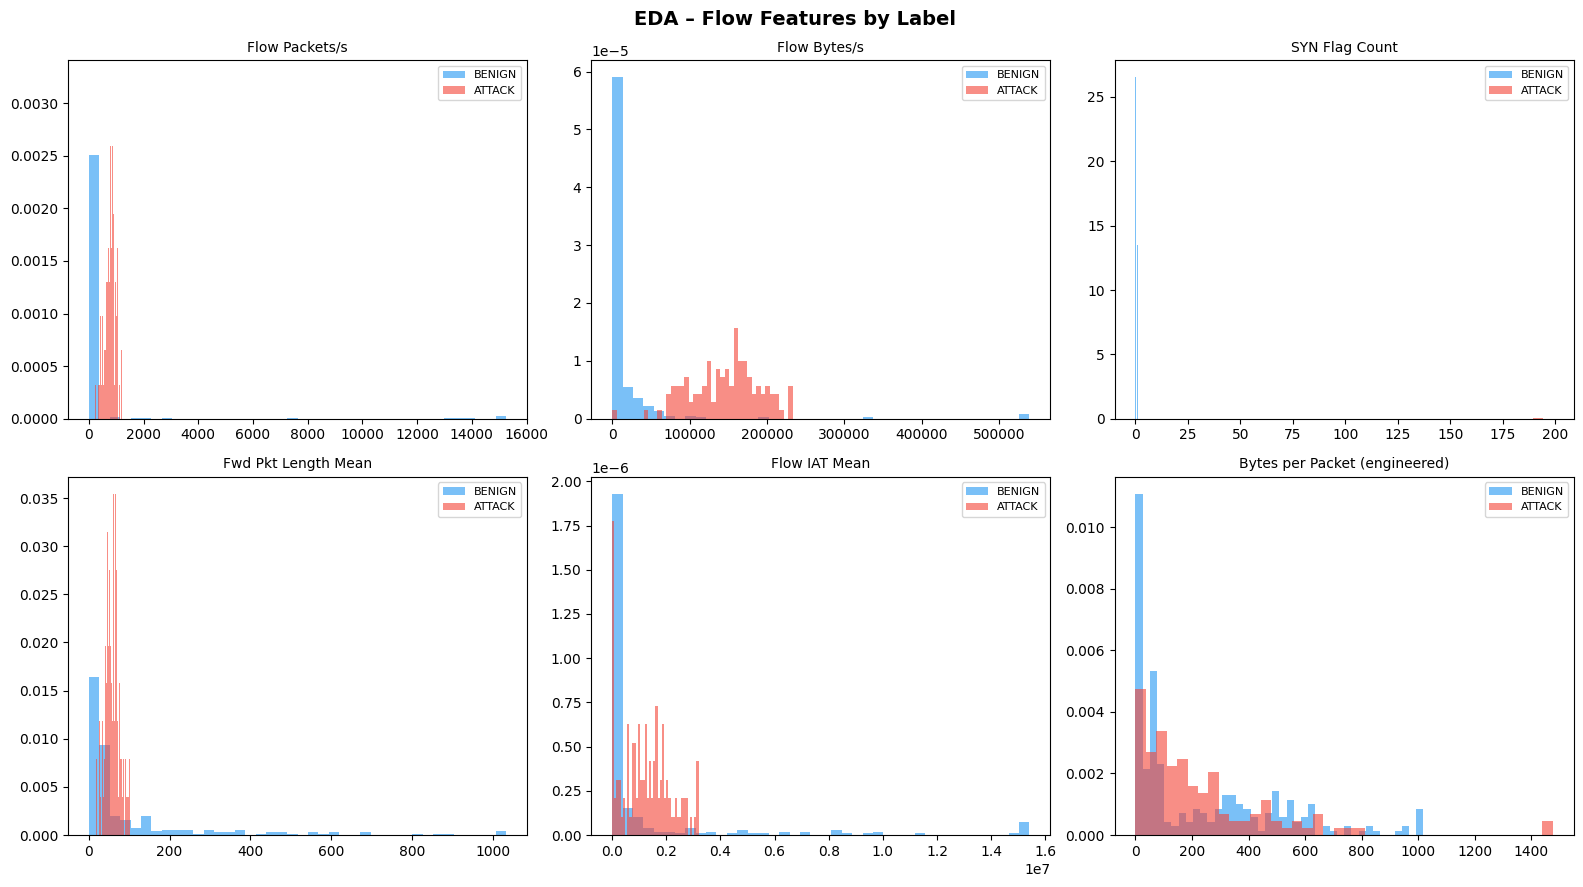 EDA – Flow Features by Label
Flow Packets/s
0.0030
0.0025
0.0020
0.0015
0.0010
0.0005
0.0000
0 2000 4000 6000 8000 10000 12000 14000 16000
BENIGN
ATTACK
Flow Bytes/s
1e−5
6
5
4
3
2
1
0
0 100000 200000 300000 400000 500000
BENIGN
ATTACK
SYN Flag Count
25
20
15
10
5
0
0 25 50 75 100 125 150 175 200
BENIGN
ATTACK
Fwd Pkt Length Mean
0.035
0.030
0.025
0.020
0.015
0.010
0.005
0.000
0 200 400 600 800 1000
BENIGN
ATTACK
Flow IAT Mean
1e−6
2.00
1.75
1.50
1.25
1.00
0.75
0.50
0.25
0.00
0.0 0.2 0.4 0.6 0.8 1.0 1.2 1.4 1.6
1e7
BENIGN
ATTACK
Bytes per Packet (engineered)
0.010
0.008
0.006
0.004
0.002
0.000
0 200 400 600 800 1000 1200 1400
BENIGN
ATTACK